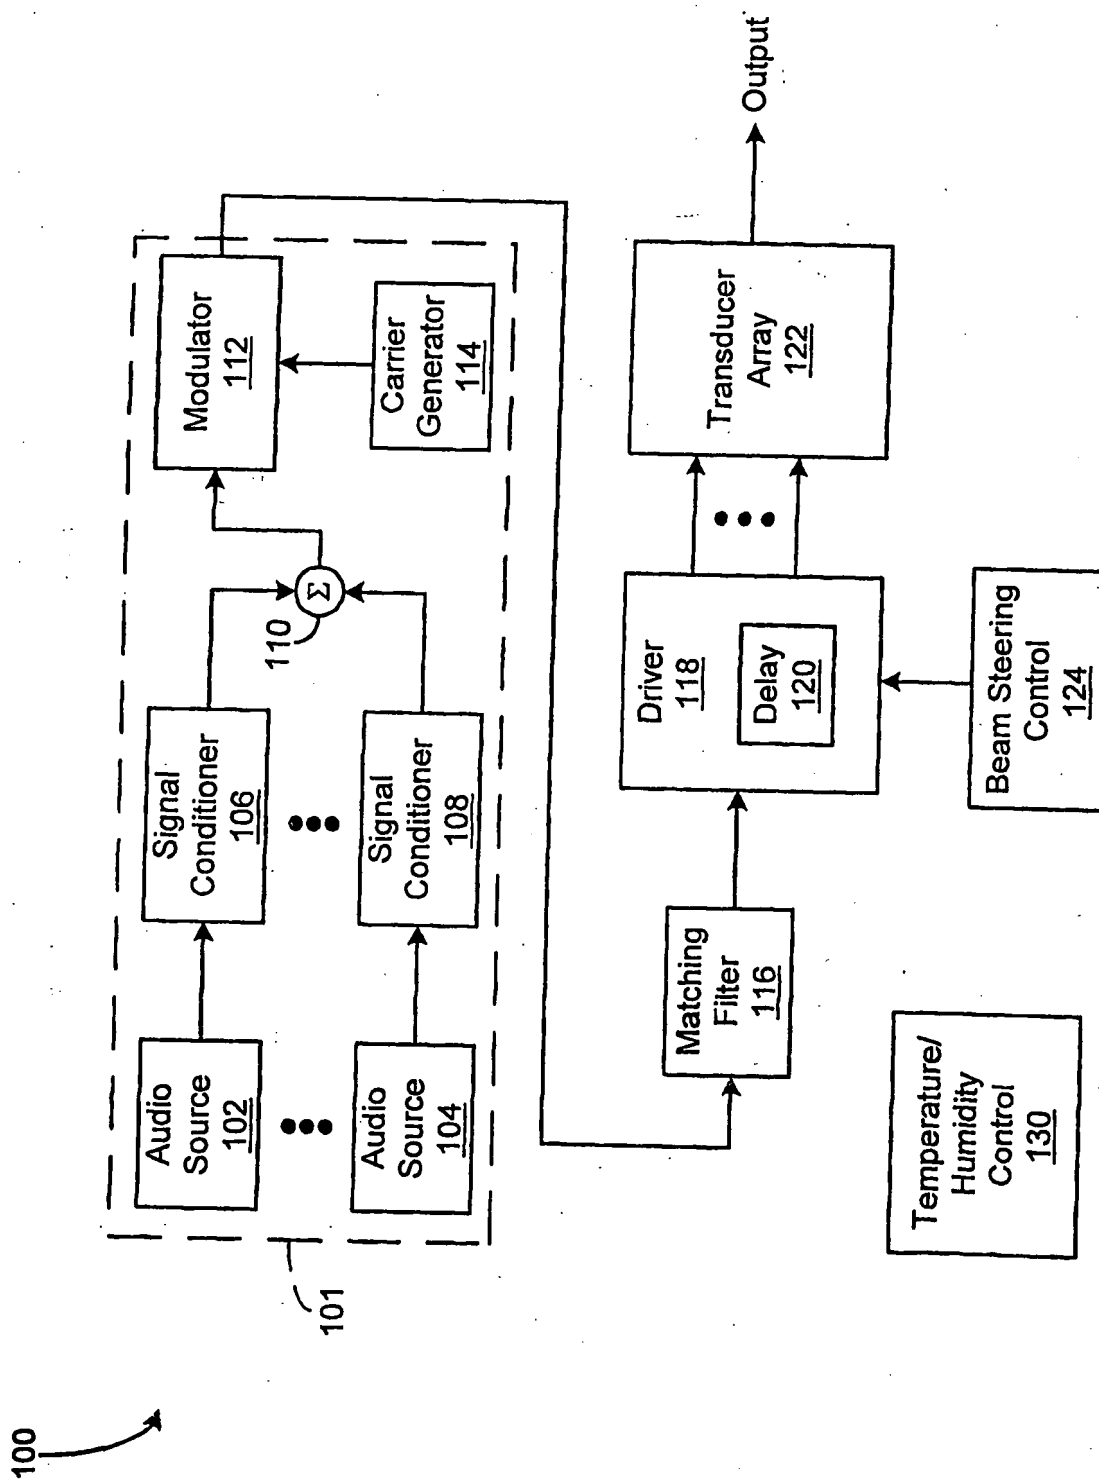 100
101
Audio
Source
102
Signal
Conditioner
106
Modulator
112
110
Σ
Audio
Source
104
Signal
Conditioner
108
Carrier
Generator
114
Matching
Filter
116
Driver
118
Delay
120
Transducer
Array
122
Output
Temperature/
Humidity
Control
130
Beam Steering
Control
124